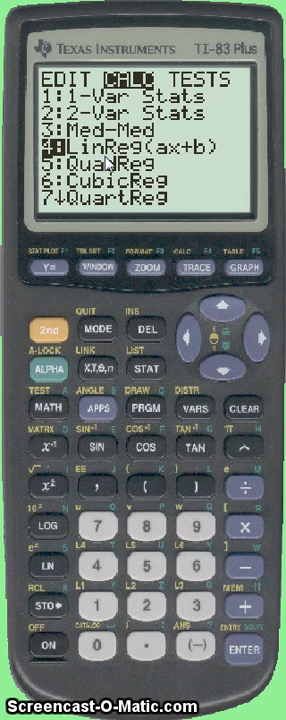 TEXAS INSTRUMENTS TI-83 Plus
EDIT CALC TESTS
1:1-Var Stats
2:2-Var Stats
3:Med-Med
4:LinReg(ax+b)
5:QuadReg
6:CubicReg
7↓QuartReg
STAT PLOT F1 TBLSET F2 FORMAT F3 CALC F4 TABLE F5
Y= WINDOW ZOOM TRACE GRAPH
QUIT INS
2nd MODE DEL
A-LOCK LINK LIST
ALPHA X,T,θ,n STAT
TEST A ANGLE B DRAW C DISTR
MATH APPS PRGM VARS CLEAR
MATRX D SIN⁻¹ E COS⁻¹ F TAN⁻¹ G π H
x⁻¹ SIN COS TAN ^
√ I EE J { K } L e M
x² , ( ) ÷
10ˣ N u O v P w Q [ R
LOG 7 8 9 X
eˣ S L4 T L5 U L6 V ] W
LN 4 5 6 −
RCL X L1 Y L2 Z L3 θ MEM "
STO▸ 1 2 3 +
OFF CATALOG i ANS ? ENTRY SOLVE
ON 0 . (−) ENTER
Screencast-O-Matic.com